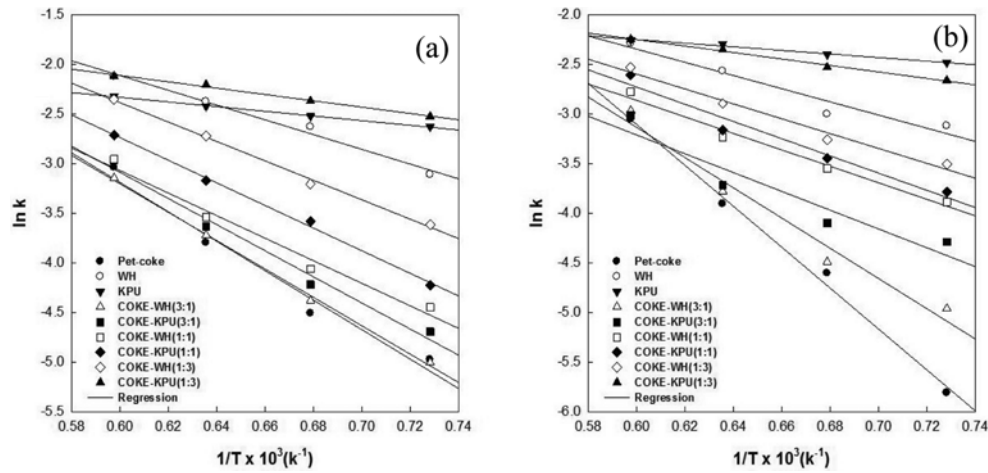 (a)
ln k
-1.5
-2.0
-2.5
-3.0
-3.5
-4.0
-4.5
-5.0
-5.5
Pet-coke
WH
KPU
COKE-WH(3:1)
COKE-KPU(3:1)
COKE-WH(1:1)
COKE-KPU(1:1)
COKE-WH(1:3)
COKE-KPU(1:3)
Regression
0.58 0.60 0.62 0.64 0.66 0.68 0.70 0.72 0.74
1/T x 10³(k⁻¹)
(b)
ln k
-2.0
-2.5
-3.0
-3.5
-4.0
-4.5
-5.0
-5.5
-6.0
Pet-coke
WH
KPU
COKE-WH(3:1)
COKE-KPU(3:1)
COKE-WH(1:1)
COKE-KPU(1:1)
COKE-WH(1:3)
COKE-KPU(1:3)
Regression
0.58 0.60 0.62 0.64 0.66 0.68 0.70 0.72 0.74
1/T x 10³(k⁻¹)